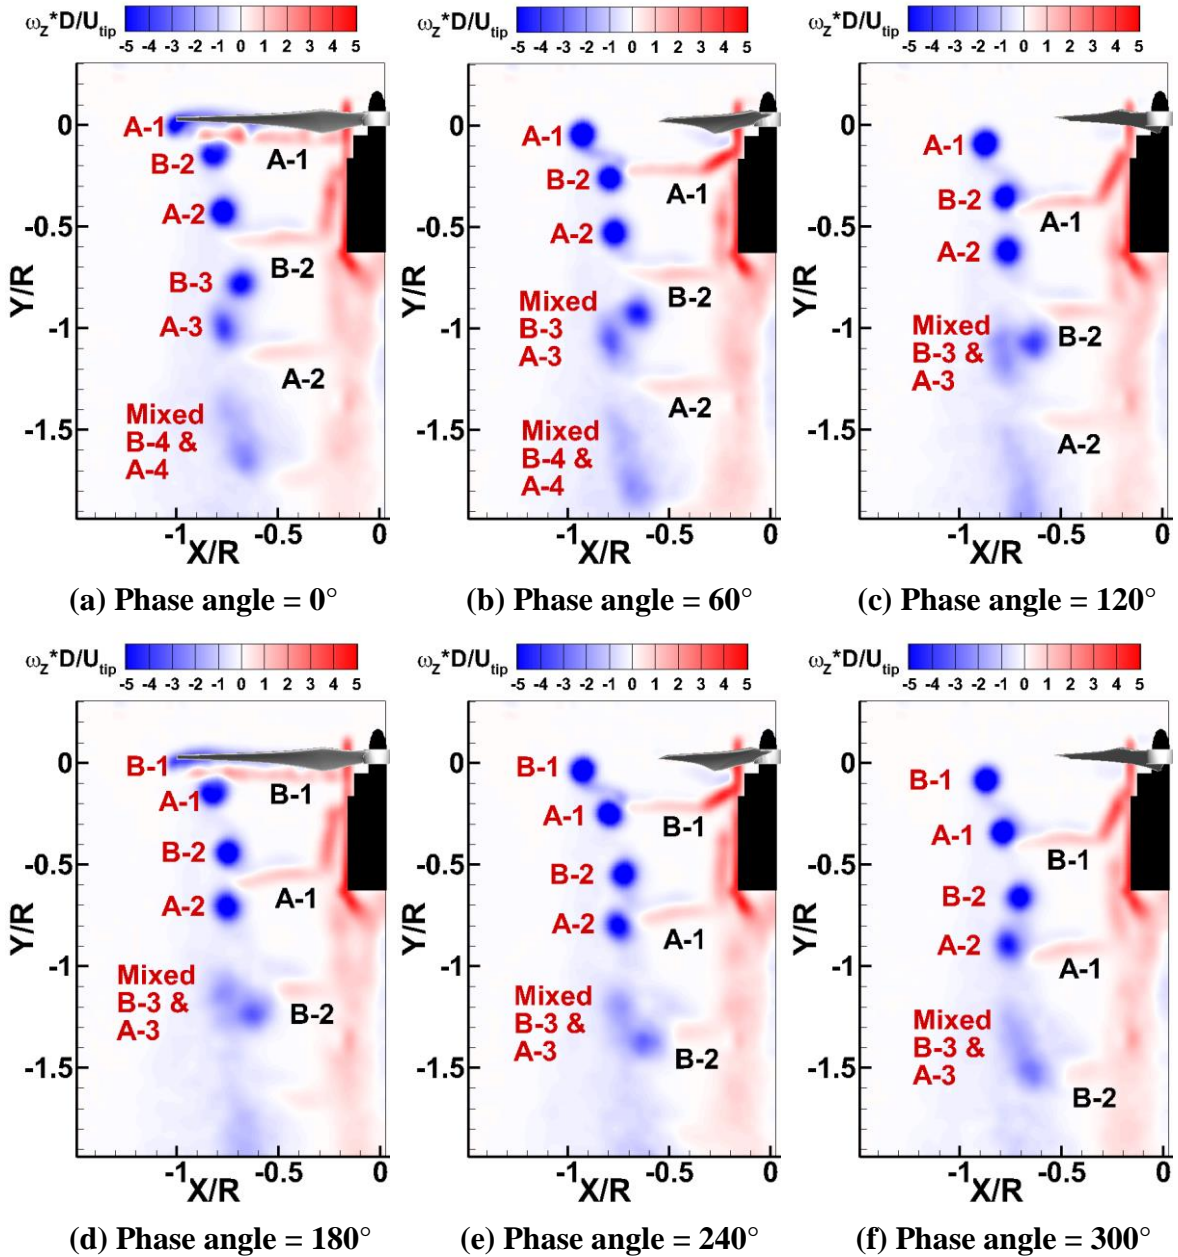 ωz*D/Utip
-5 -4 -3 -2 -1 0 1 2 3 4 5
Y/R
0
-0.5
-1
-1.5
A-1
B-2
A-1
A-2
B-2
B-3
A-3
A-2
Mixed
B-4 &
A-4
-1 -0.5 0
X/R
(a) Phase angle = 0°
ωz*D/Utip
-5 -4 -3 -2 -1 0 1 2 3 4 5
Y/R
0
-0.5
-1
-1.5
A-1
B-2
A-1
A-2
B-2
Mixed
B-3
A-3
A-2
Mixed
B-4 &
A-4
-1 -0.5 0
X/R
(b) Phase angle = 60°
ωz*D/Utip
-5 -4 -3 -2 -1 0 1 2 3 4 5
Y/R
0
-0.5
-1
-1.5
A-1
B-2
A-1
A-2
Mixed
B-3 &
A-3
B-2
A-2
-1 -0.5 0
X/R
(c) Phase angle = 120°
ωz*D/Utip
-5 -4 -3 -2 -1 0 1 2 3 4 5
Y/R
0
-0.5
-1
-1.5
B-1
A-1
B-1
B-2
A-2
A-1
Mixed
B-3 &
A-3
B-2
-1 -0.5 0
X/R
(d) Phase angle = 180°
ωz*D/Utip
-5 -4 -3 -2 -1 0 1 2 3 4 5
Y/R
0
-0.5
-1
-1.5
B-1
A-1
B-1
B-2
A-2
A-1
Mixed
B-3 &
A-3
B-2
-1 -0.5 0
X/R
(e) Phase angle = 240°
ωz*D/Utip
-5 -4 -3 -2 -1 0 1 2 3 4 5
Y/R
0
-0.5
-1
-1.5
B-1
A-1
B-1
B-2
A-2
A-1
Mixed
B-3 &
A-3
B-2
-1 -0.5 0
X/R
(f) Phase angle = 300°